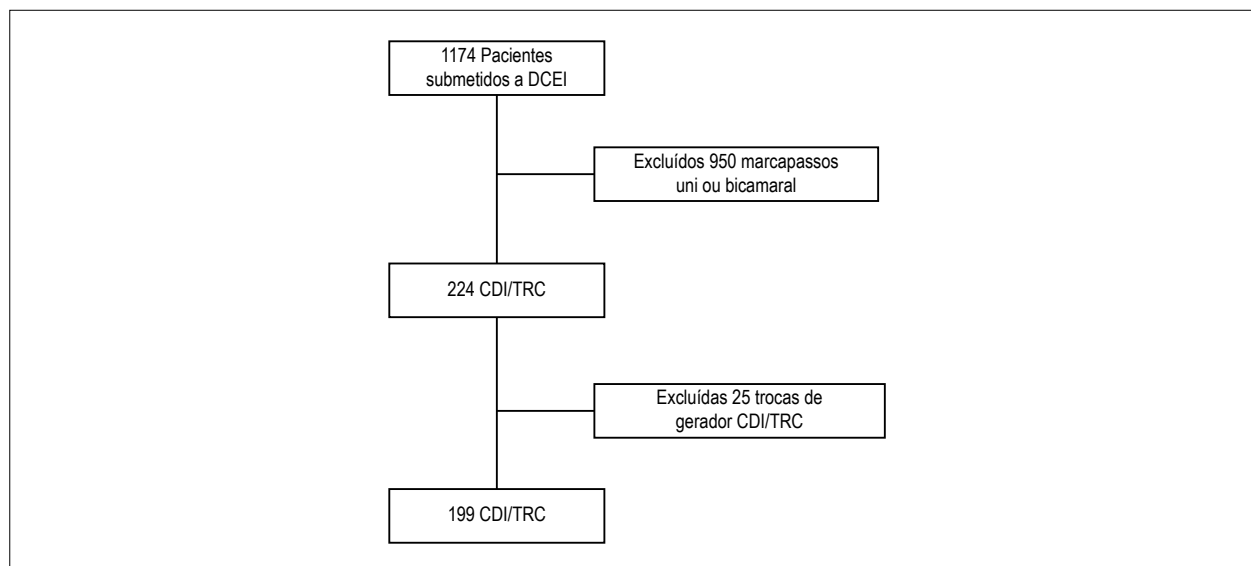 1174 Pacientes
submetidos a DCEI
Excluídos 950 marcapassos
uni ou bicamaral
224 CDI/TRC
Excluídas 25 trocas de
gerador CDI/TRC
199 CDI/TRC